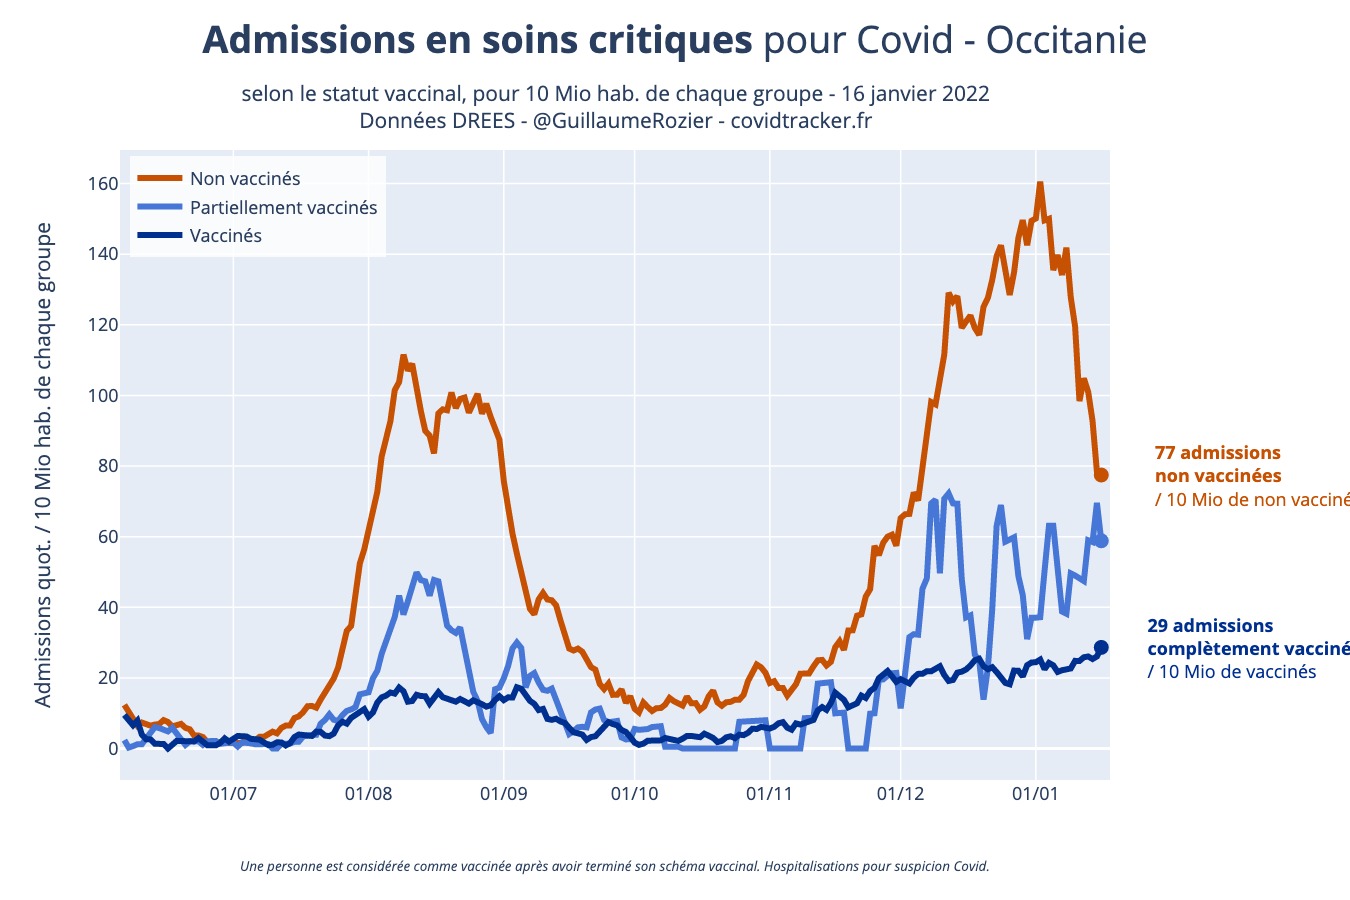 Admissions en soins critiques pour Covid - Occitanie
selon le statut vaccinal, pour 10 Mio hab. de chaque groupe - 16 janvier 2022
Données DREES - @GuillaumeRozier - covidtracker.fr
Non vaccinés
Partiellement vaccinés
Vaccinés
Admissions quot. / 10 Mio hab. de chaque groupe
160
140
120
100
80
60
40
20
0
01/07
01/08
01/09
01/10
01/11
01/12
01/01
77 admissions
non vaccinées
/ 10 Mio de non vacciné
29 admissions
complètement vacciné
/ 10 Mio de vaccinés
Une personne est considérée comme vaccinée après avoir terminé son schéma vaccinal. Hospitalisations pour suspicion Covid.